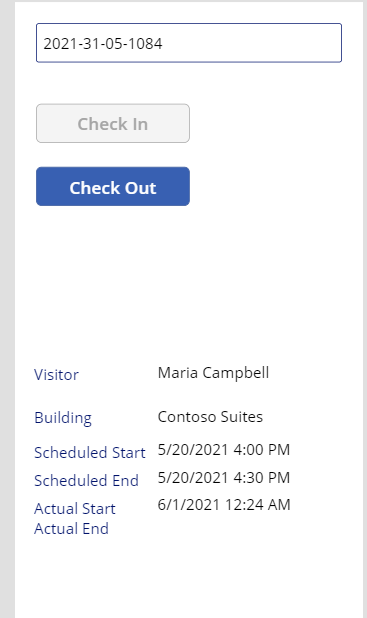 2021-31-05-1084
Check In
Check Out
Visitor Maria Campbell
Building Contoso Suites
Scheduled Start 5/20/2021 4:00 PM
Scheduled End 5/20/2021 4:30 PM
Actual Start 6/1/2021 12:24 AM
Actual End